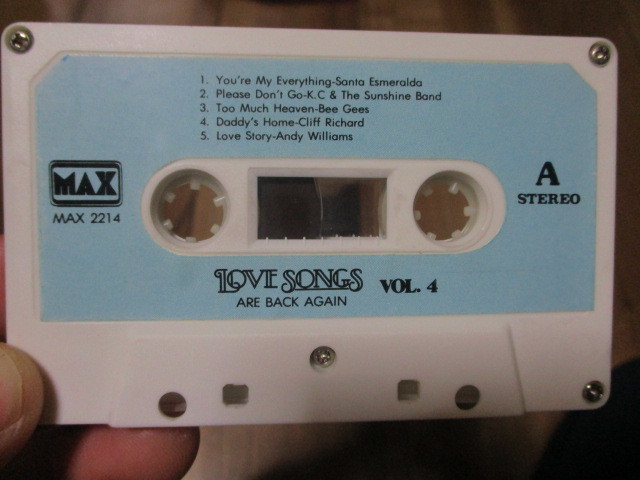 1. You're My Everything-Santa Esmeralda
2. Please Don't Go-K.C & The Sunshine Band
3. Too Much Heaven-Bee Gees
4. Daddy's Home-Cliff Richard
5. Love Story-Andy Williams
MAX
MAX 2214
A
STEREO
LOVE SONGS VOL. 4
ARE BACK AGAIN